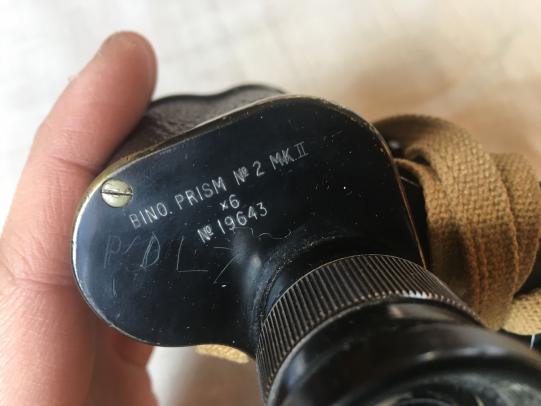 BINO. PRISM Nº 2 MK II
×6
Nº 19643